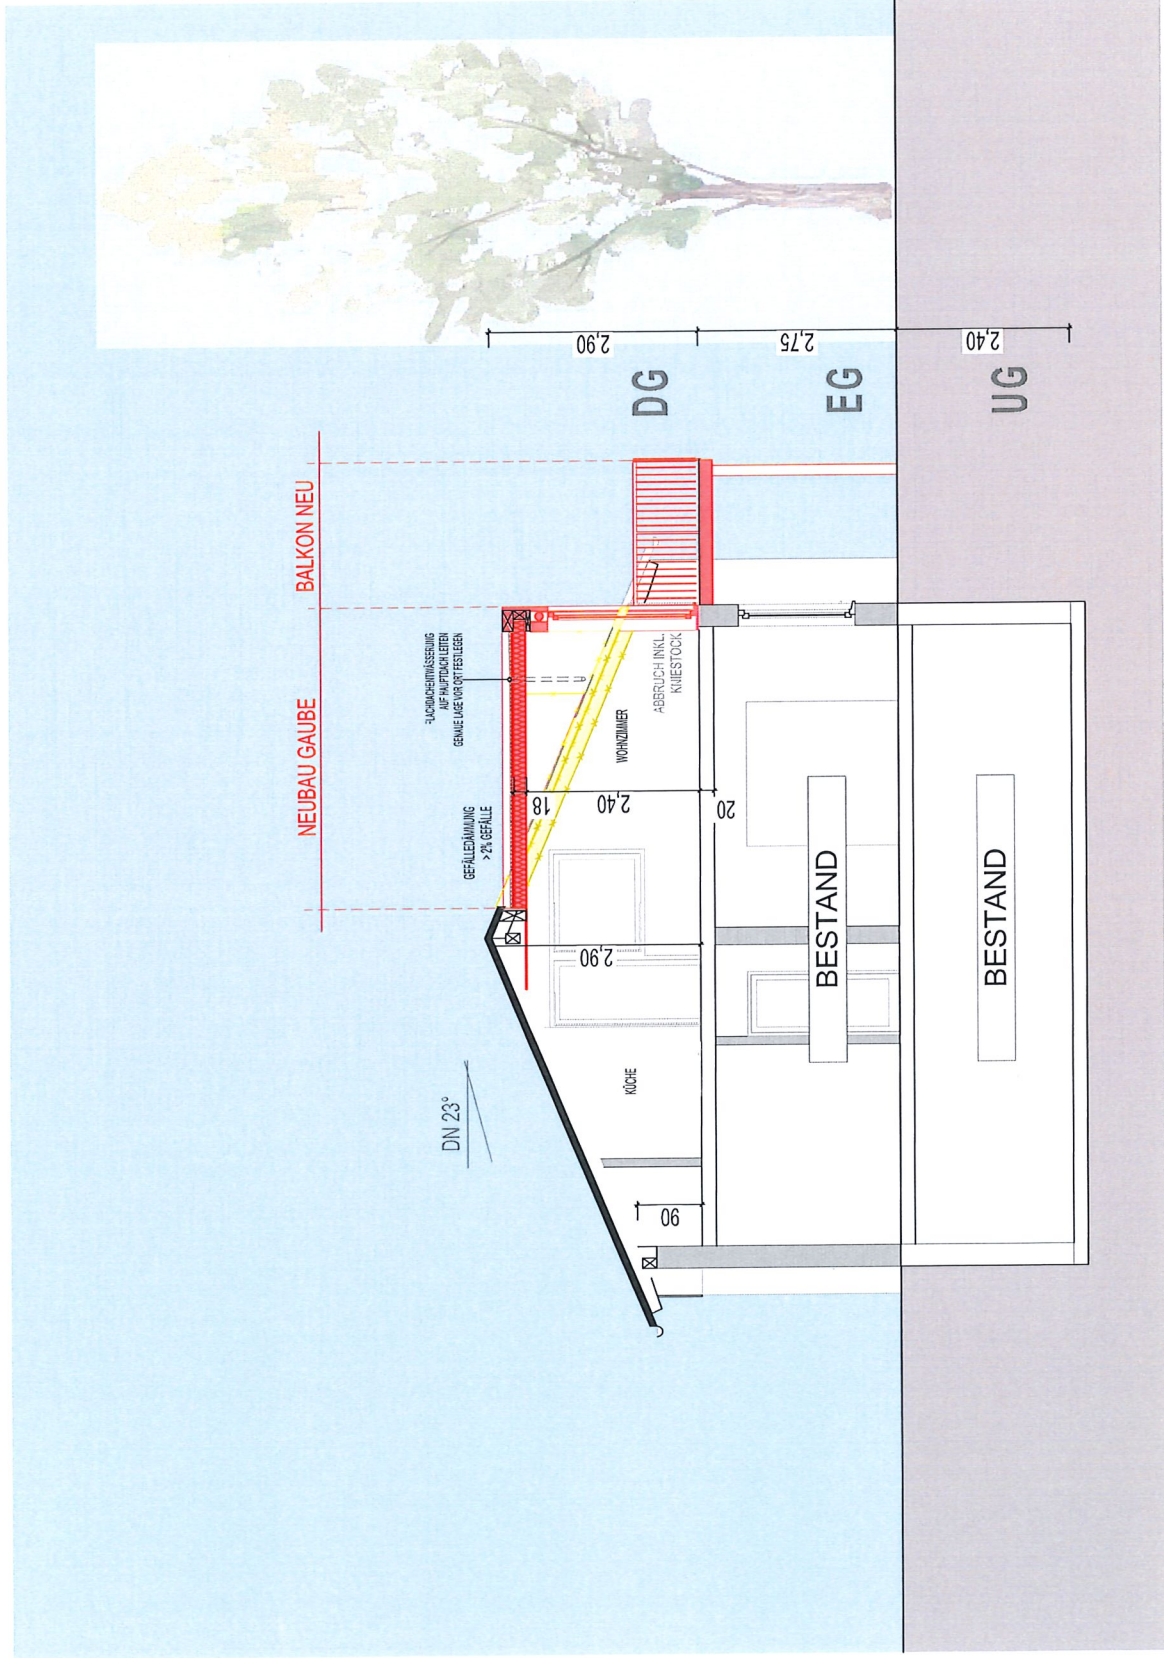 NEUBAU GAUBE
BALKON NEU
FLACHDACHENTWÄSSERUNG
AUF HAUPTDACH LEITEN
GENAUE LAGE VOR ORT FESTLEGEN
GEFÄLLEDÄMMUNG
> 2% GEFÄLLE
DN 23°
18
2,40
20
2,90
90
WOHNZIMMER
ABBRUCH INKL.
KNIESTOCK
KÜCHE
2,90
DG
2,75
EG
2,40
UG
BESTAND
BESTAND